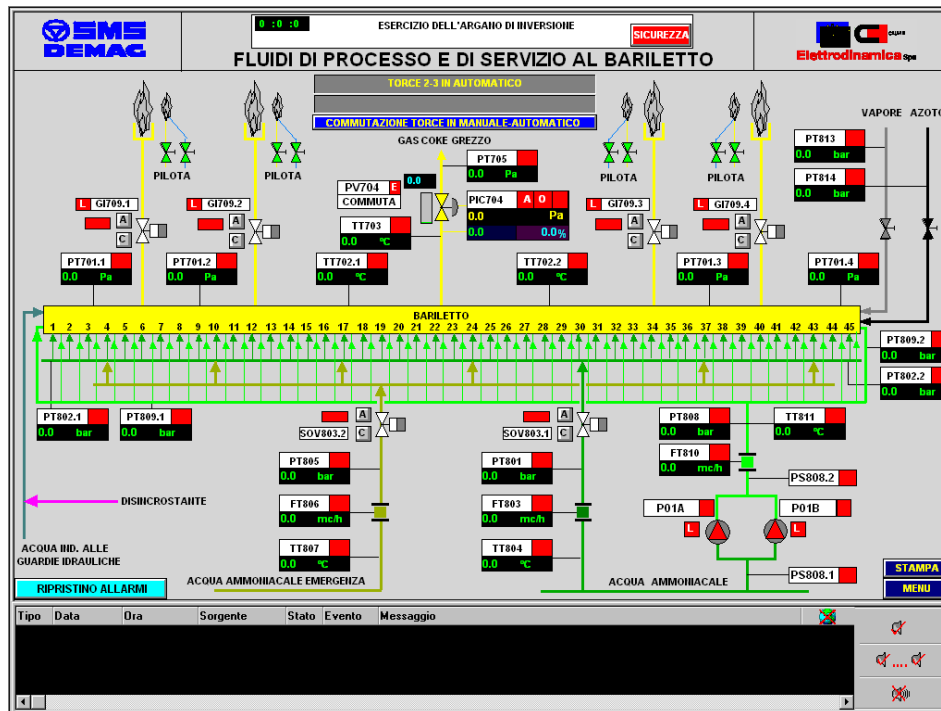 SMS
DEMAG
0 :0 :0
ESERCIZIO DELL'ARGANO DI INVERSIONE
SICUREZZA
FLUIDI DI PROCESSO E DI SERVIZIO AL BARILETTO
Elettrodinamica Spa
TORCE 2-3 IN AUTOMATICO
COMMUTAZIONE TORCE IN MANUALE-AUTOMATICO
GAS COKE GREZZO
VAPORE AZOTO
PILOTA
PILOTA
PILOTA
PILOTA
PT813
0.0 bar
PT814
0.0 bar
PT705
0.0 Pa
PV704 E
COMMUTA
0.0
PIC704 A O
0.0 Pa
0.0 0.0%
TT703
0.0 ºC
L GI709.1
A
C
L GI709.2
A
C
L GI709.3
A
C
L GI709.4
A
C
PT701.1
0.0 Pa
PT701.2
0.0 Pa
TT702.1
0.0 ºC
TT702.2
0.0 ºC
PT701.3
0.0 Pa
PT701.4
0.0 Pa
BARILETTO
1 2 3 4 5 6 7 8 9 10 11 12 13 14 15 16 17 18 19 20 21 22 23 24 25 26 27 28 29 30 31 32 33 34 35 36 37 38 39 40 41 42 43 44 45
PT809.2
0.0 bar
PT802.2
0.0 bar
PT802.1
0.0 bar
PT809.1
0.0 bar
A
C
SOV803.2
A
C
SOV803.1
PT808
0.0 bar
TT811
0.0 ºC
PT805
0.0 bar
PT801
0.0 bar
FT810
0.0 mc/h
PS808.2
FT806
0.0 mc/h
FT803
0.0 mc/h
P01A
L
P01B
L
DISINCROSTANTE
TT807
0.0 ºC
TT804
0.0 ºC
ACQUA IND. ALLE
GUARDIE IDRAULICHE
PS808.1
ACQUA AMMONIACALE EMERGENZA
ACQUA AMMONIACALE
RIPRISTINO ALLARMI
STAMPA
MENU
Tipo Data Ora Sorgente Stato Evento Messaggio